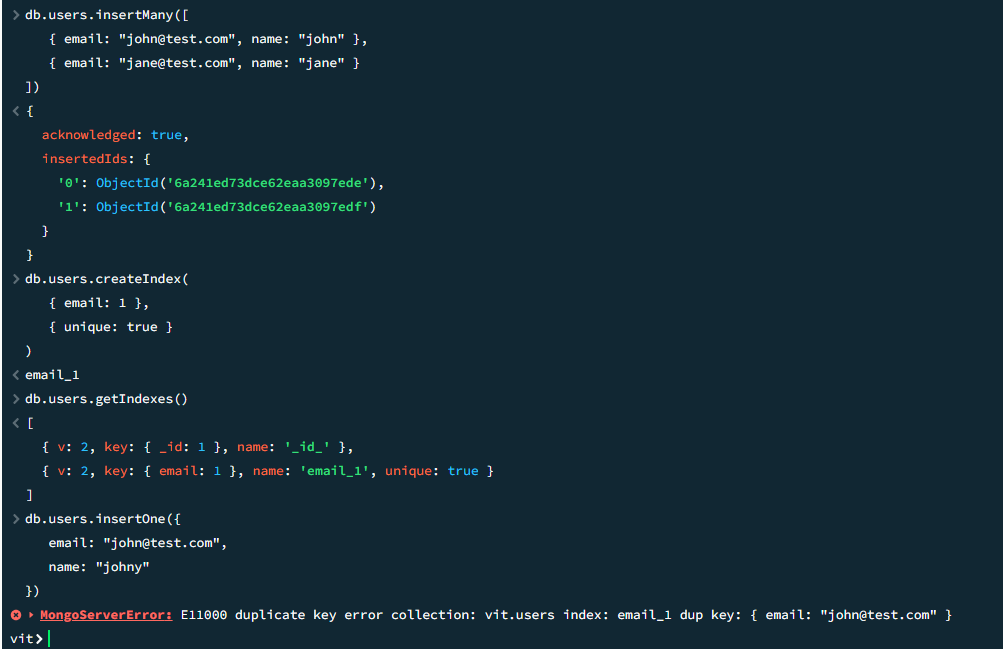 > db.users.insertMany([
{ email: "john@test.com", name: "john" },
{ email: "jane@test.com", name: "jane" }
])
< {
acknowledged: true,
insertedIds: {
'0': ObjectId('6a241ed73dce62eaa3097ede'),
'1': ObjectId('6a241ed73dce62eaa3097edf')
}
}
> db.users.createIndex(
{ email: 1 },
{ unique: true }
)
< email_1
> db.users.getIndexes()
< [
{ v: 2, key: { _id: 1 }, name: '_id_' },
{ v: 2, key: { email: 1 }, name: 'email_1', unique: true }
]
> db.users.insertOne({
email: "john@test.com",
name: "johny"
})
MongoServerError: E11000 duplicate key error collection: vit.users index: email_1 dup key: { email: "john@test.com" }
vit>